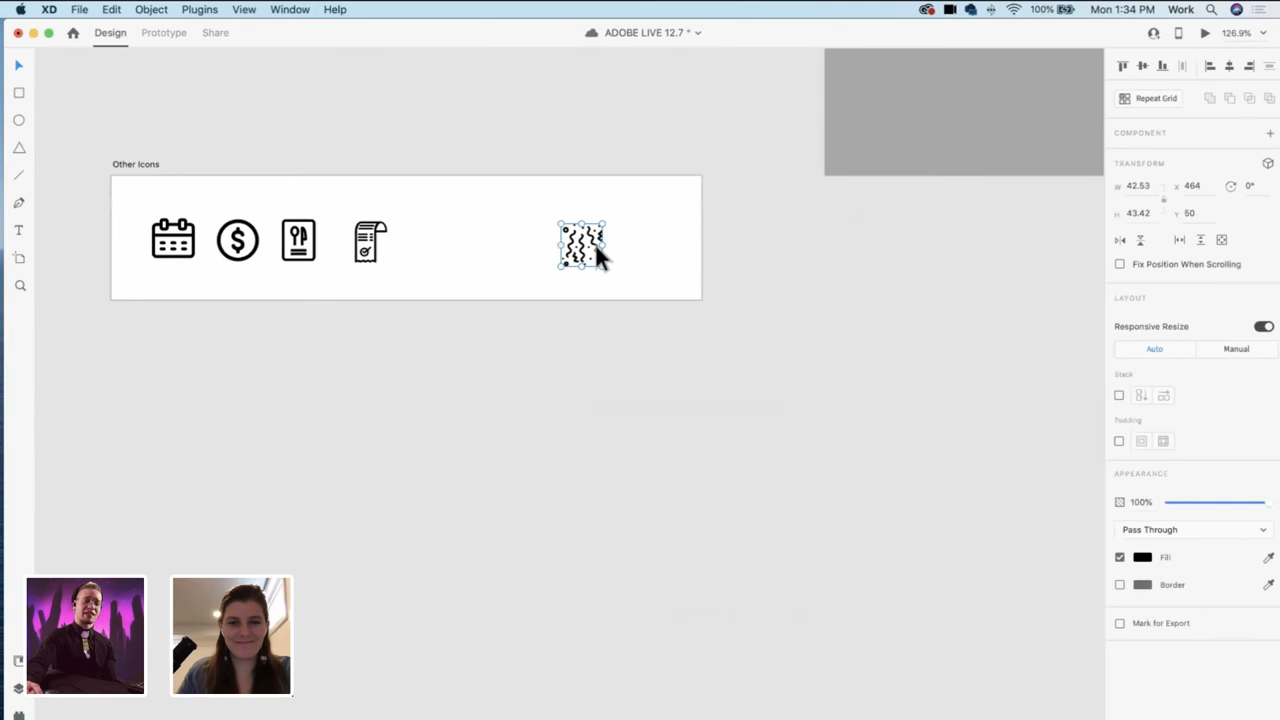 XD File Edit Object Plugins View Window Help 100% Mon 1:34 PM Work
Design Prototype Share ADOBE LIVE 12.7 * 126.9%
Repeat Grid
COMPONENT
Other Icons
TRANSFORM
W 42.53 X 464 0°
H 43.42 Y 50
$
Fix Position When Scrolling
LAYOUT
Responsive Resize
Auto Manual
Stack
Padding
APPEARANCE
100%
Pass Through
Fill
Border
Mark for Export